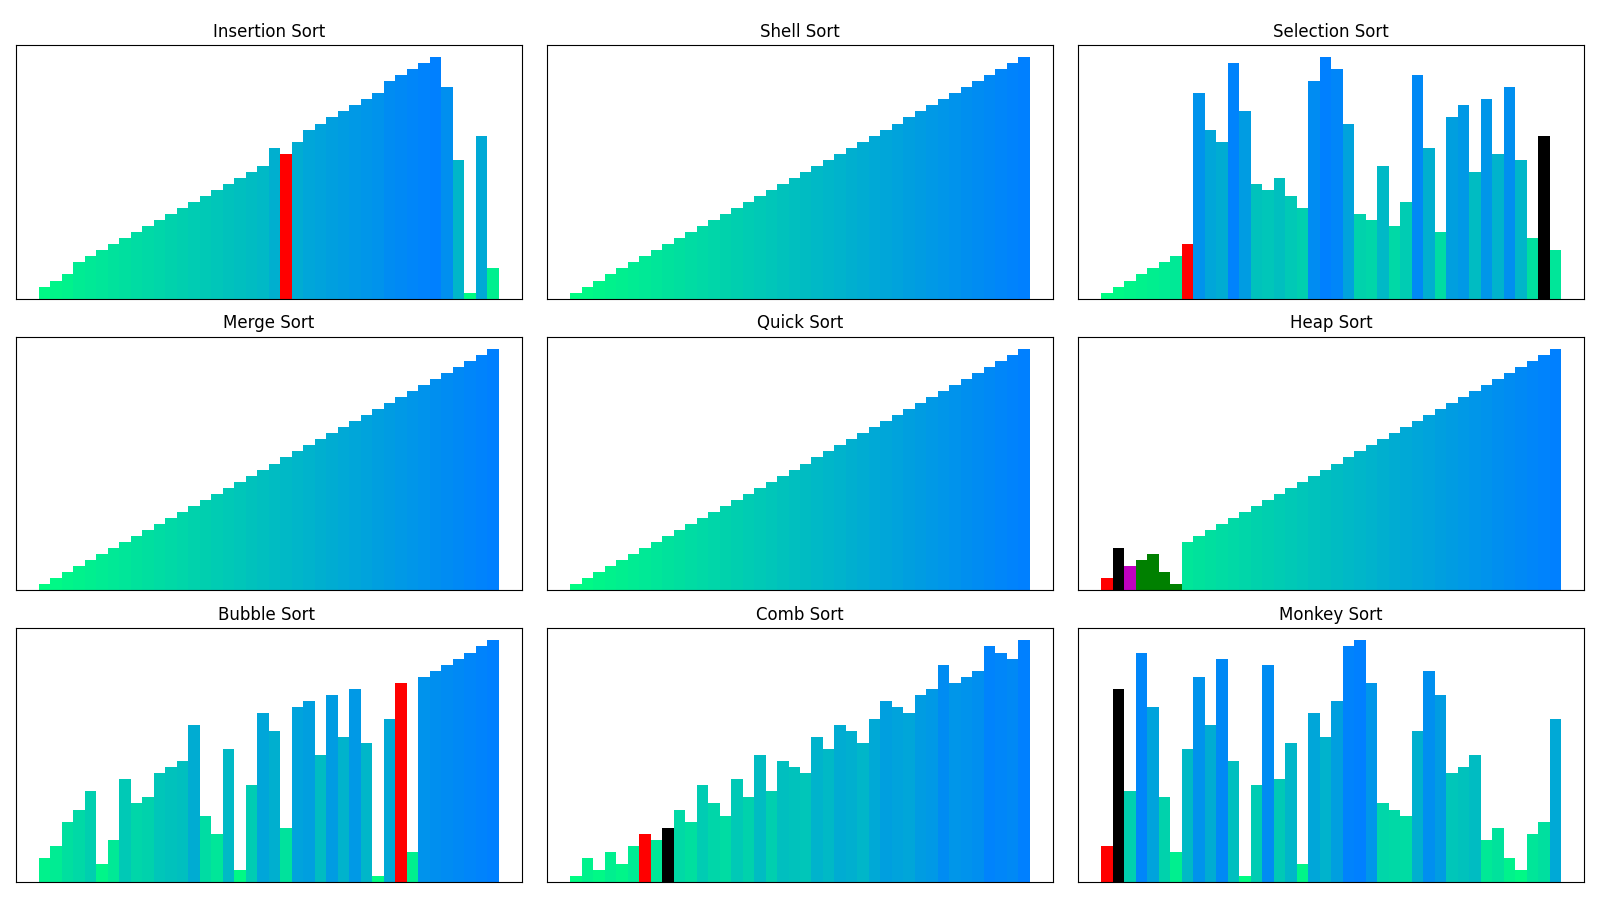 Insertion Sort
Shell Sort
Selection Sort
Merge Sort
Quick Sort
Heap Sort
Bubble Sort
Comb Sort
Monkey Sort